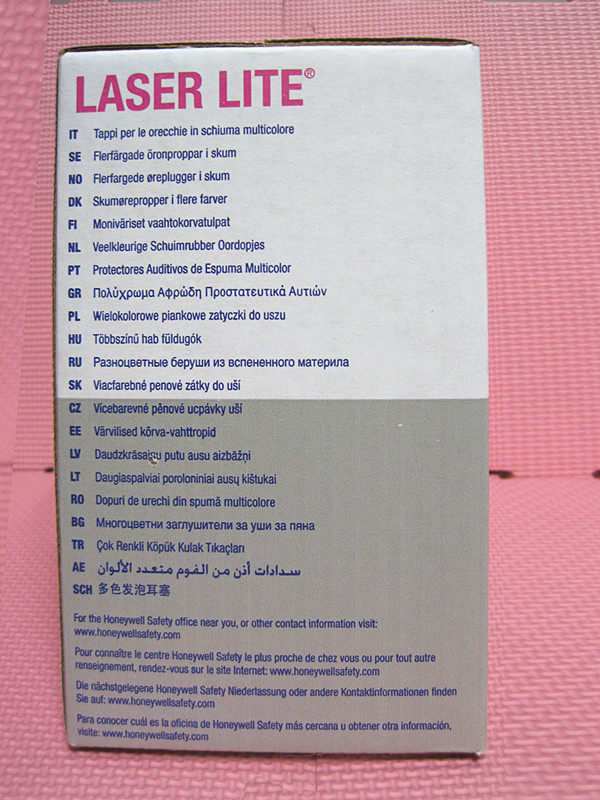 LASER LITE®
IT Tappi per le orecchie in schiuma multicolore
SE Flerfärgade öronproppar i skum
NO Flerfargede øreplugger i skum
DK Skumørepropper i flere farver
FI Moniväriset vaahtokorvatulpat
NL Veelkleurige Schuimrubber Oordopjes
PT Protectores Auditivos de Espuma Multicolor
GR Πολύχρωμα Αφρώδη Προστατευτικά Αυτιών
PL Wielokolorowe piankowe zatyczki do uszu
HU Többszínű hab füldugók
RU Разноцветные беруши из вспененного материла
SK Viacfarebné penové zátky do uší
CZ Vícebarevné pěnové ucpávky uší
EE Värvilised kõrva-vahttropid
LV Daudzkrāsaiņu putu ausu aizbāžņi
LT Daugiaspalviai poroloniniai ausų kištukai
RO Dopuri de urechi din spumă multicolore
BG Многоцветни заглушители за уши за пяна
TR Çok Renkli Köpük Kulak Tıkaçları
AE سدادات أذن من الفوم متعدد الألوان
SCH 多色发泡耳塞
For the Honeywell Safety office near you, or other contact information visit:
www.honeywellsafety.com
Pour connaître le centre Honeywell Safety le plus proche de chez vous ou pour tout autre
renseignement, rendez-vous sur le site Internet: www.honeywellsafety.com
Die nächstgelegene Honeywell Safety Niederlassung oder andere Kontaktinformationen finden
Sie auf: www.honeywellsafety.com
Para conocer cuál es la oficina de Honeywell Safety más cercana u obtener otra información,
visite: www.honeywellsafety.com